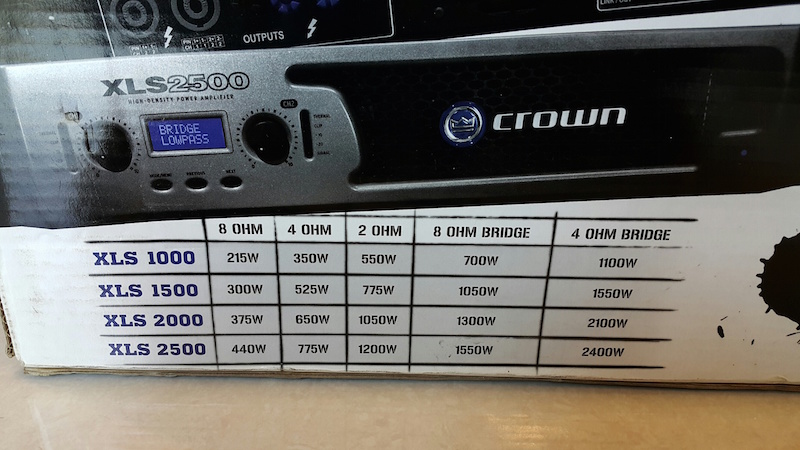 OUTPUTS
XLS2500
HIGH-DENSITY POWER AMPLIFIER
CH2
BRIDGE
LOWPASS
crown
8 OHM 4 OHM 2 OHM 8 OHM BRIDGE 4 OHM BRIDGE
XLS 1000 215W 350W 550W 700W 1100W
XLS 1500 300W 525W 775W 1050W 1550W
XLS 2000 375W 650W 1050W 1300W 2100W
XLS 2500 440W 775W 1200W 1550W 2400W